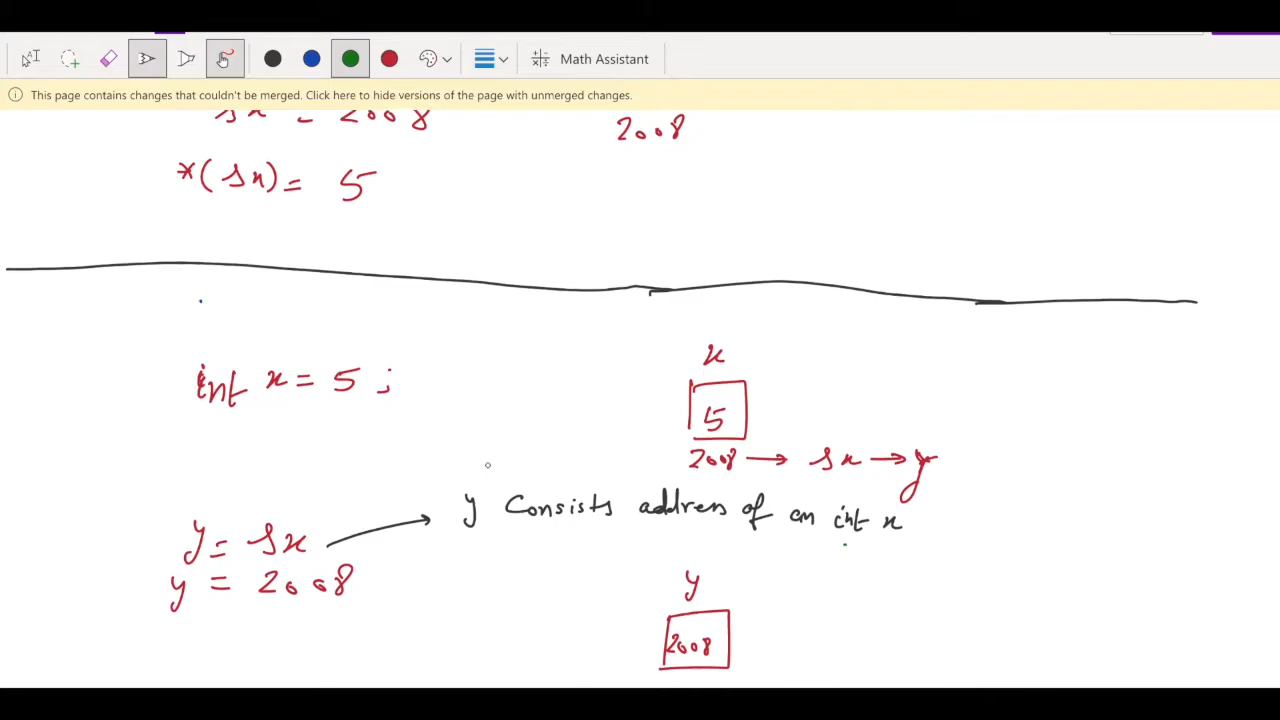 Math Assistant
This page contains changes that couldn't be merged. Click here to hide versions of the page with unmerged changes.
&x = 2008
2008
*(&x) = 5
int x = 5 ;
x
5
2008 → &x → y
y consists address of an int x
y = &x
y = 2008
y
2008